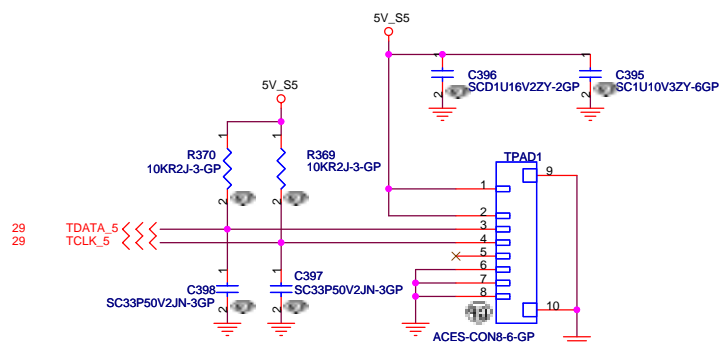 5V_S5
1
C396
SCD1U16V2ZY-2GP
2
1
C395
SC1U10V3ZY-6GP
2
5V_S5
1
R370
10KR2J-3-GP
2
1
R369
10KR2J-3-GP
2
TPAD1
1
9
2
29 TDATA_5
3
29 TCLK_5
4
5
6
7
8
10
C398
SC33P50V2JN-3GP
1
2
C397
SC33P50V2JN-3GP
1
2
ACES-CON8-6-GP